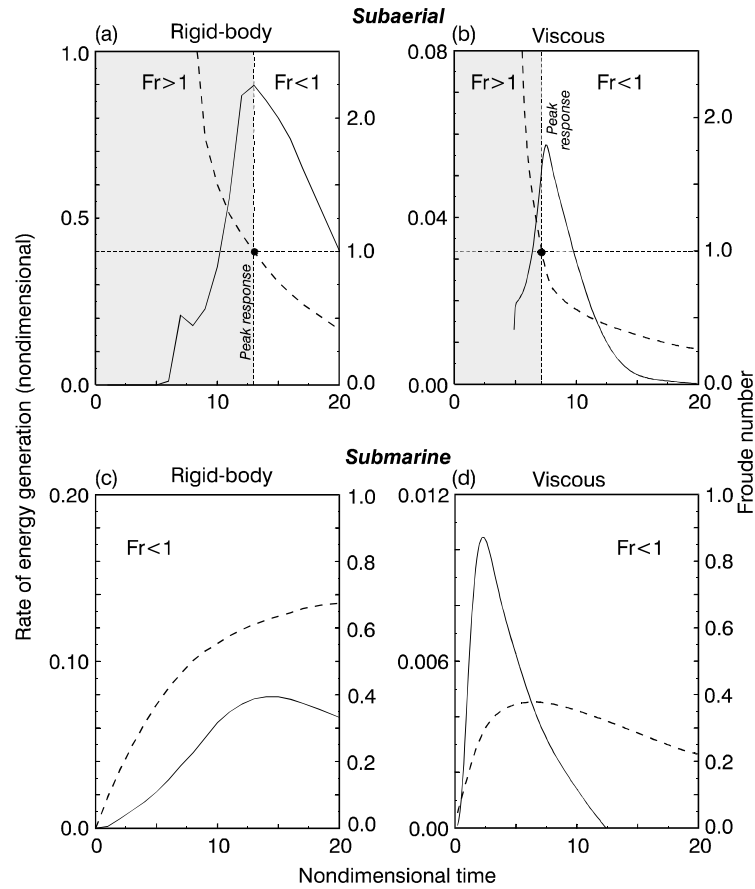 Subaerial
(a)
Rigid-body
(b)
Viscous
1.0
0.5
0.0
Fr>1
Fr<1
2.0
1.0
0.0
Peak response
0
10
20
0.08
0.04
0.00
Fr>1
Fr<1
2.0
1.0
0.0
Peak
response
0
10
20
Rate of energy generation (nondimensional)
Froude number
Submarine
(c)
Rigid-body
(d)
Viscous
0.20
0.10
0.0
Fr<1
1.0
0.8
0.6
0.4
0.2
0.0
0
10
20
0.012
0.006
0.00
Fr<1
1.0
0.8
0.6
0.4
0.2
0.0
0
10
20
Nondimensional time